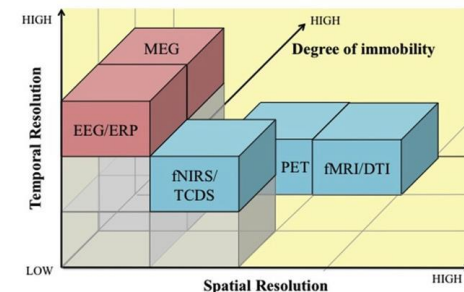 HIGH
HIGH
MEG
Degree of immobility
EEG/ERP
fNIRS/
TCDS
PET
fMRI/DTI
Temporal Resolution
LOW
Spatial Resolution
HIGH